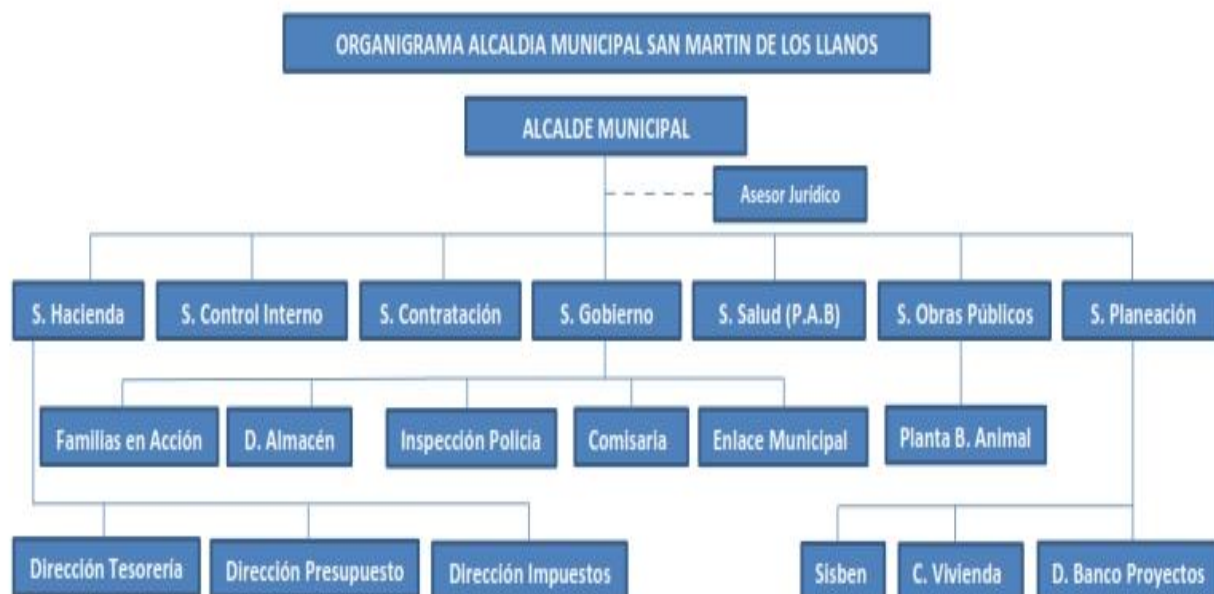 ORGANIGRAMA ALCALDIA MUNICIPAL SAN MARTIN DE LOS LLANOS
ALCALDE MUNICIPAL
Asesor Jurídico
S. Hacienda
S. Control Interno
S. Contratación
S. Gobierno
S. Salud (P.A.B)
S. Obras Públicos
S. Planeación
Familias en Acción
D. Almacén
Inspección Policía
Comisaria
Enlace Municipal
Planta B. Animal
Dirección Tesorería
Dirección Presupuesto
Dirección Impuestos
Sisben
C. Vivienda
D. Banco Proyectos